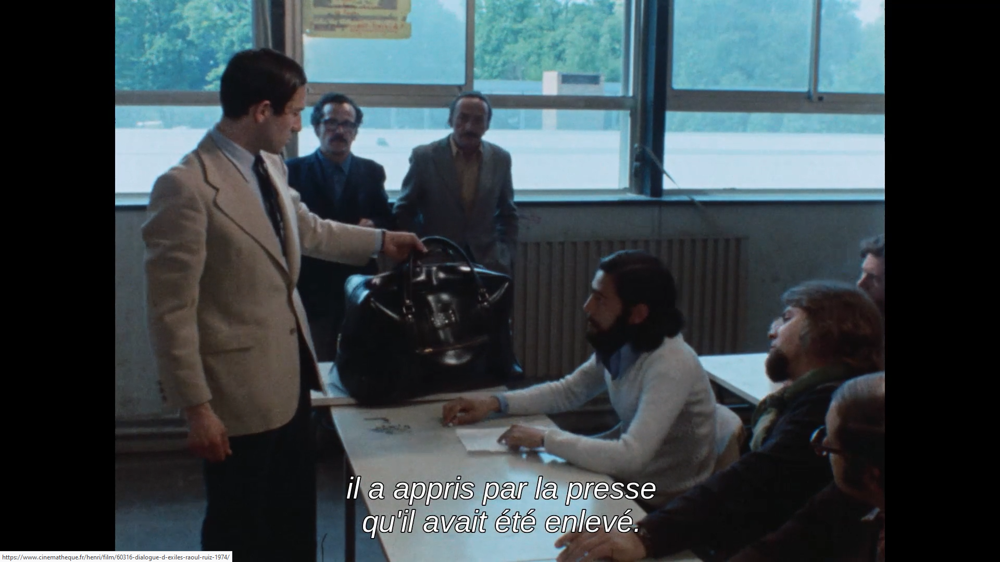 il a appris par la presse
qu'il avait été enlevé.
https://www.cinematheque.fr/henri/film/60316-dialogue-d-exiles-raoul-ruiz-1974/